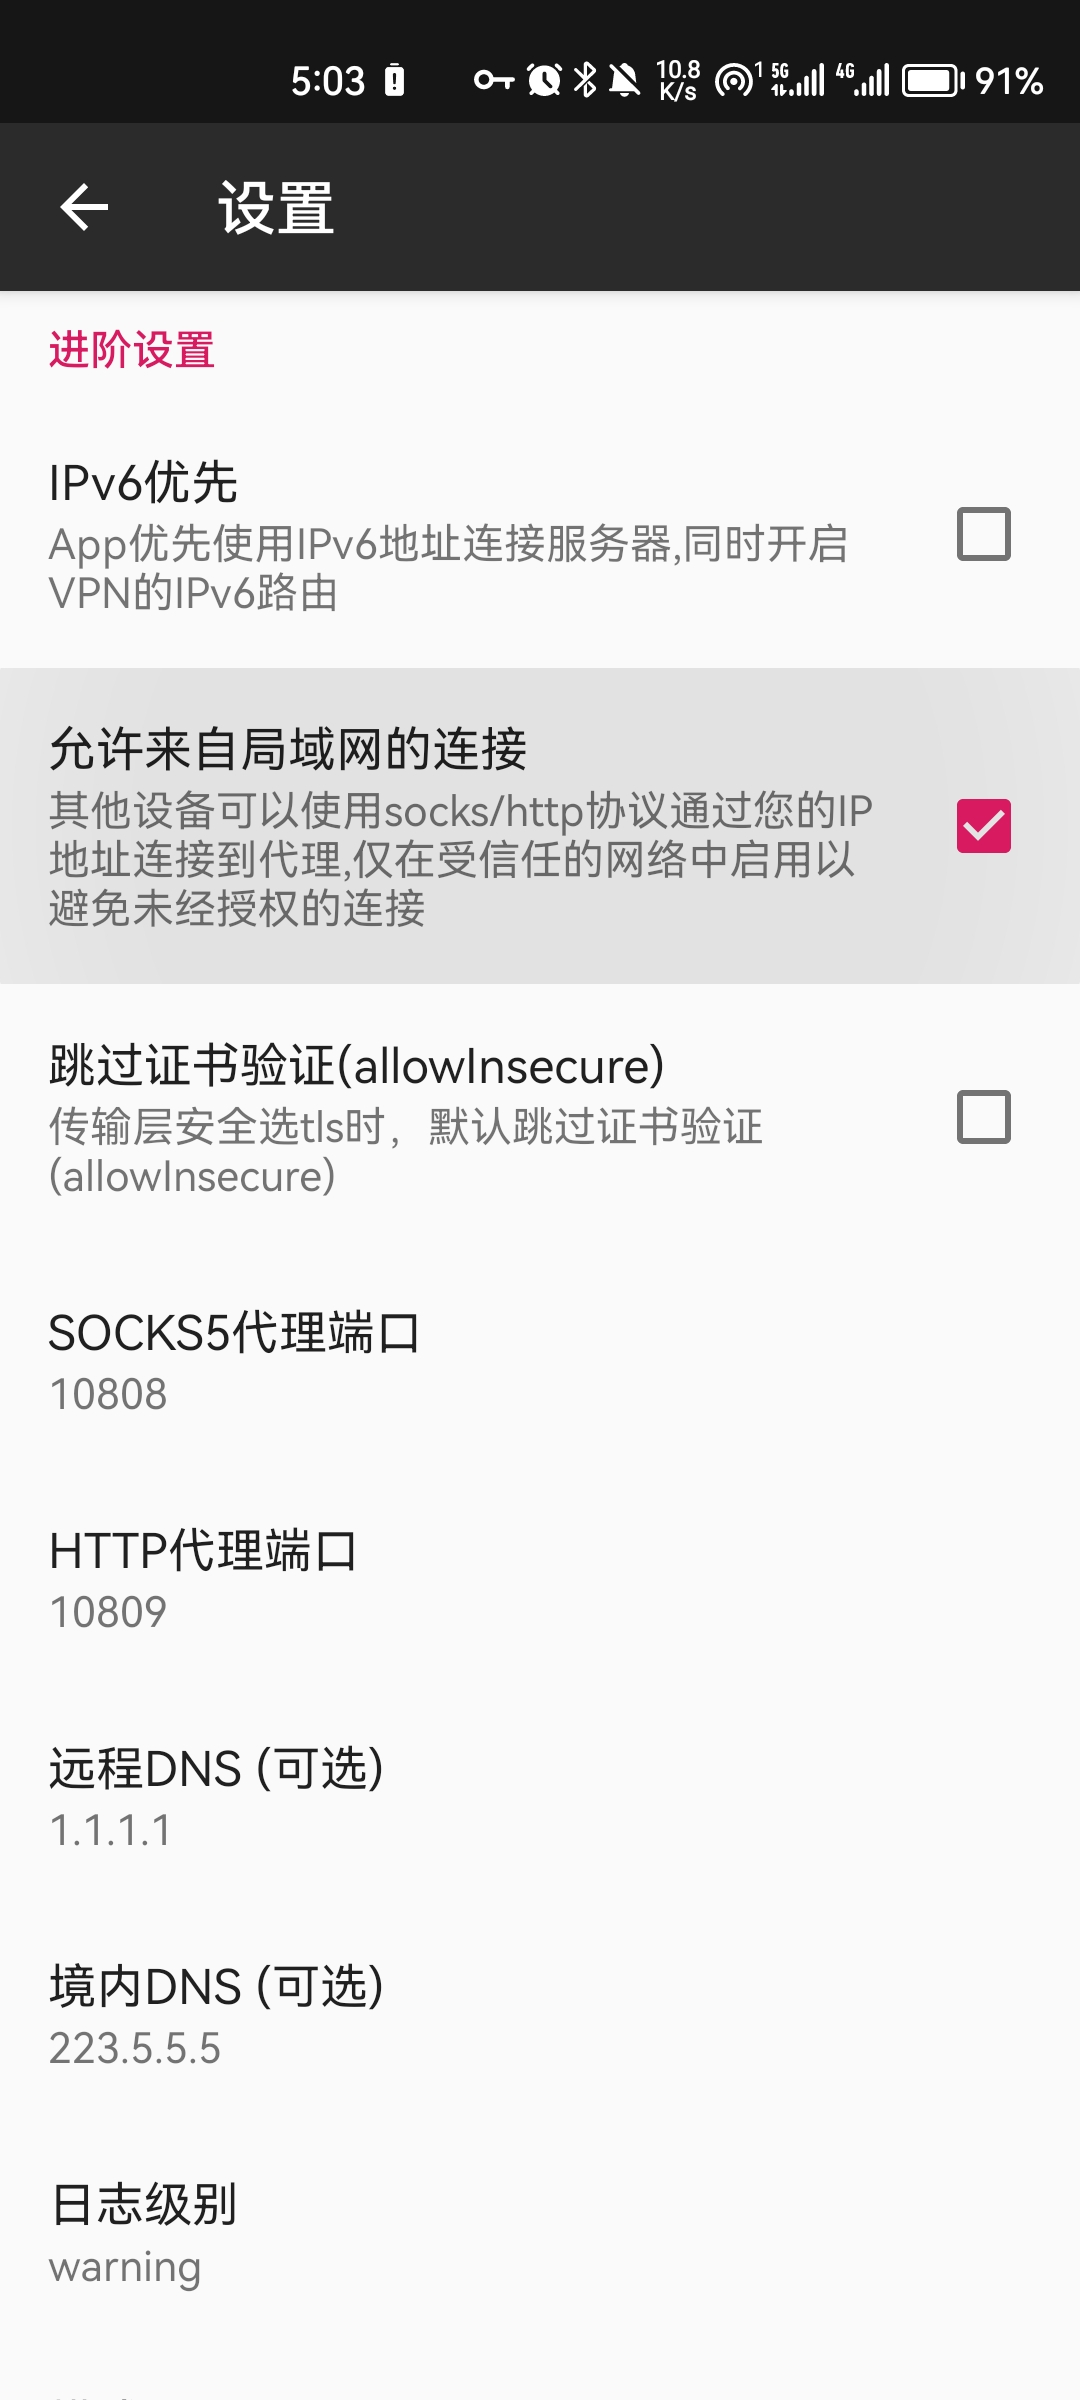 5:03 10.8 K/s 1 5G 4G 91%
设置
进阶设置
IPv6优先
App优先使用IPv6地址连接服务器,同时开启
VPN的IPv6路由
允许来自局域网的连接
其他设备可以使用socks/http协议通过您的IP
地址连接到代理,仅在受信任的网络中启用以
避免未经授权的连接
跳过证书验证(allowInsecure)
传输层安全选tls时，默认跳过证书验证
(allowInsecure)
SOCKS5代理端口
10808
HTTP代理端口
10809
远程DNS (可选)
1.1.1.1
境内DNS (可选)
223.5.5.5
日志级别
warning